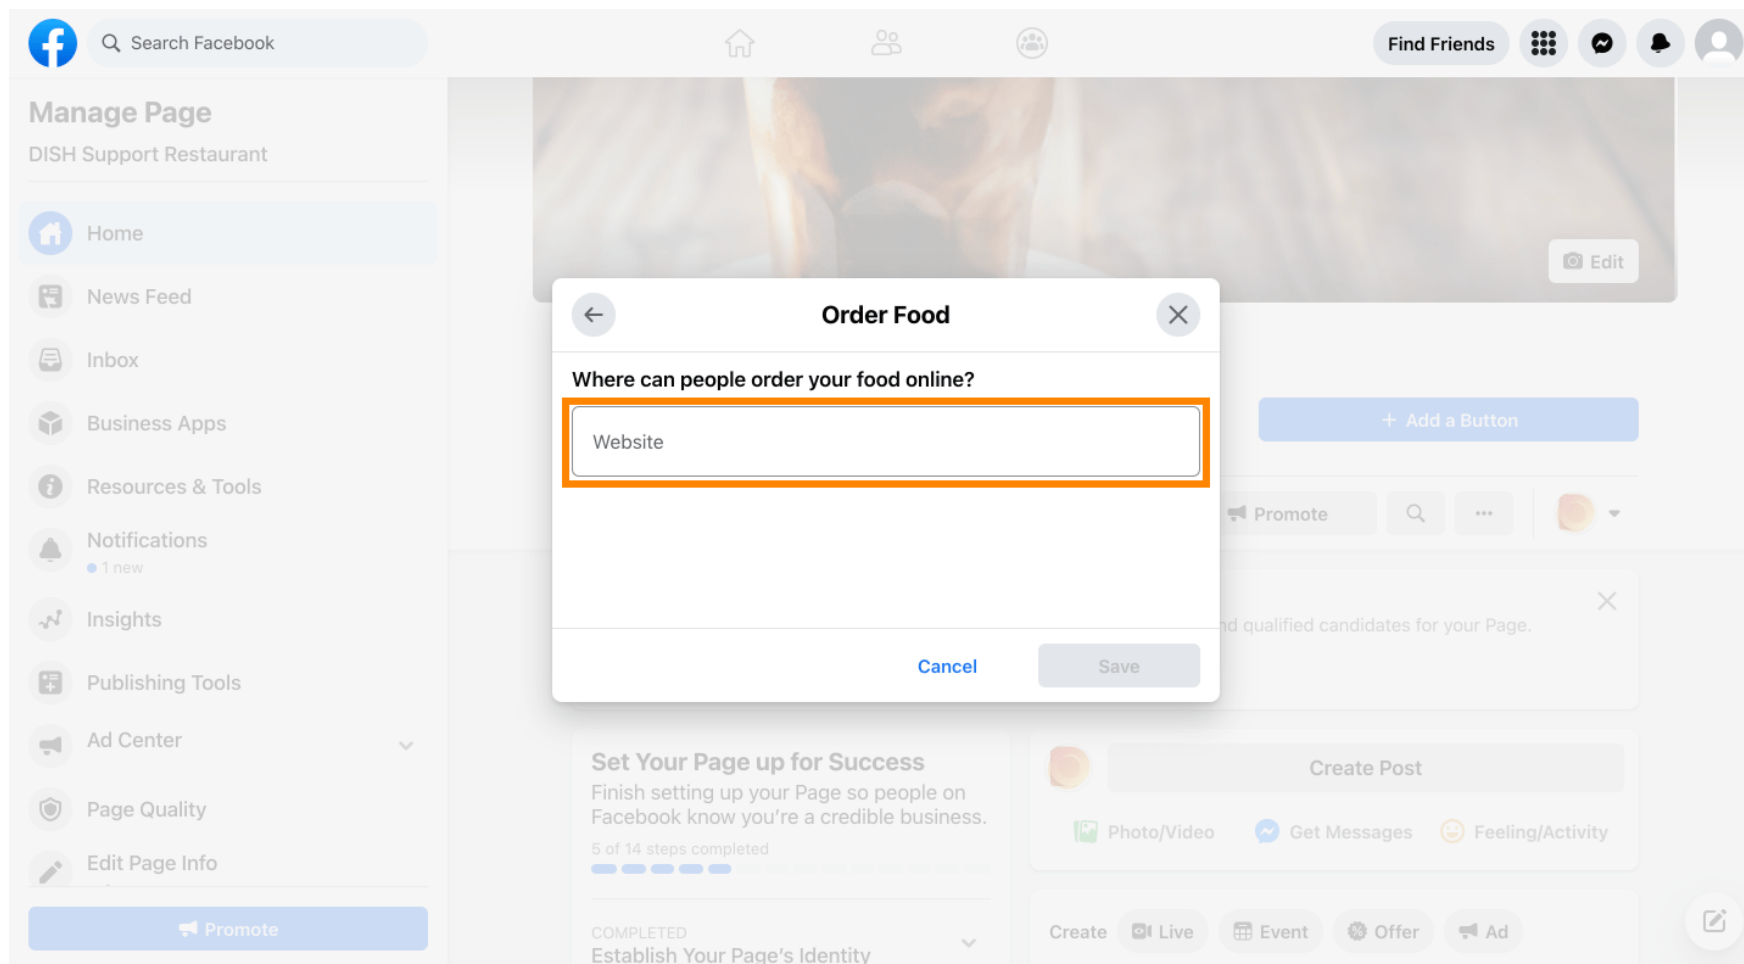 Search Facebook
Find Friends
Manage Page
DISH Support Restaurant
Home
News Feed
Inbox
Business Apps
Resources & Tools
Notifications
1 new
Insights
Publishing Tools
Ad Center
Page Quality
Edit Page Info
Promote
Edit
Order Food
Where can people order your food online?
Website
Cancel
Save
+ Add a Button
Promote
nd qualified candidates for your Page.
Set Your Page up for Success
Finish setting up your Page so people on
Facebook know you're a credible business.
5 of 14 steps completed
COMPLETED
Establish Your Page's Identity
Create Post
Photo/Video
Get Messages
Feeling/Activity
Create
Live
Event
Offer
Ad